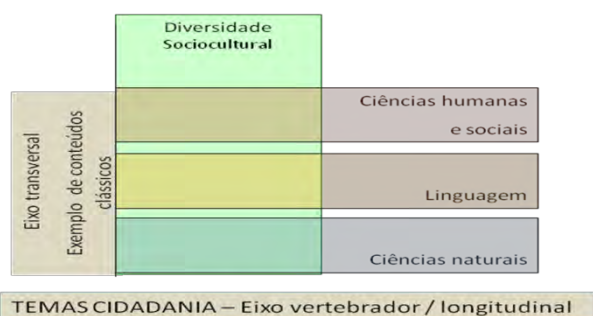 Diversidade
Sociocultural
Ciências humanas
e sociais
Eixo transversal
Exemplo de conteúdos
clássicos
Linguagem
Ciências naturais
TEMAS CIDADANIA – Eixo vertebrador / longitudinal